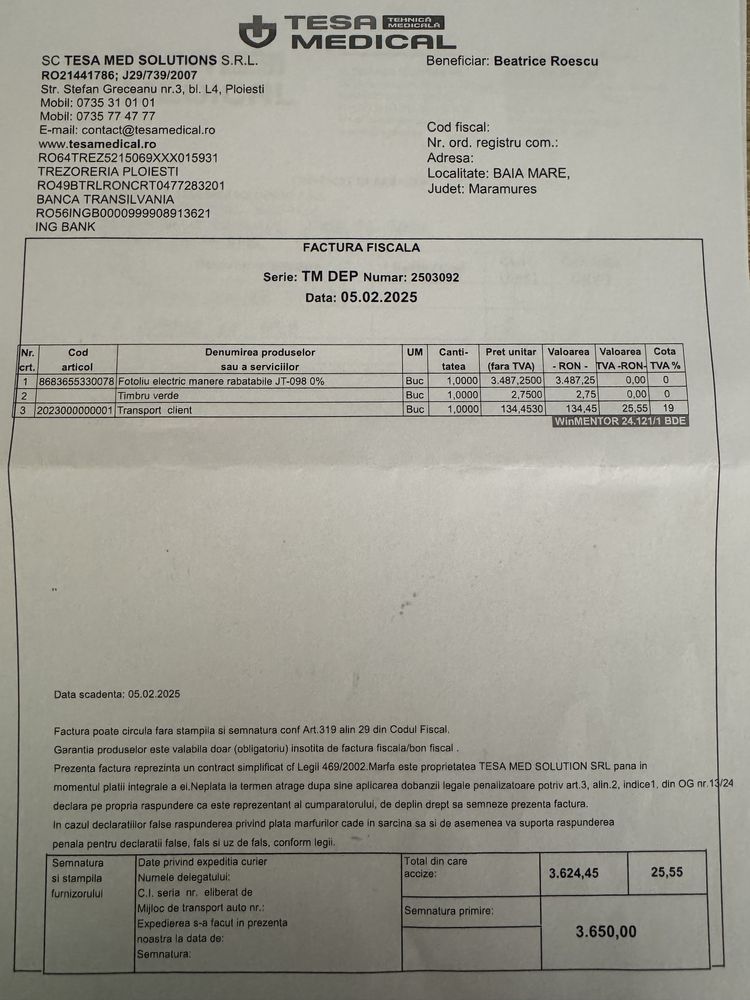 TESA TEHNICĂ MEDICALĂ
MEDICAL
SC TESA MED SOLUTIONS S.R.L.
RO21441786; J29/739/2007
Str. Stefan Greceanu nr.3, bl. L4, Ploiesti
Mobil: 0735 31 01 01
Mobil: 0735 77 47 77
E-mail: contact@tesamedical.ro
www.tesamedical.ro
RO64TREZ5215069XXX015931
TREZORERIA PLOIESTI
RO49BTRLRONCRT0477283201
BANCA TRANSILVANIA
RO56INGB0000999908913621
ING BANK
Beneficiar: Beatrice Roescu
Cod fiscal:
Nr. ord. registru com.:
Adresa:
Localitate: BAIA MARE,
Judet: Maramures
FACTURA FISCALA
Serie: TM DEP Numar: 2503092
Data: 05.02.2025
Nr. crt. Cod articol Denumirea produselor sau a serviciilor UM Canti-tatea Pret unitar (fara TVA) Valoarea - RON - Valoarea TVA -RON- Cota TVA %
1 8683655330078 Fotoliu electric manere rabatabile JT-098 0% Buc 1,0000 3.487,2500 3.487,25 0,00 0
2 Timbru verde Buc 1,0000 2,7500 2,75 0,00 0
3 2023000000001 Transport client Buc 1,0000 134,4530 134,45 25,55 19
WinMENTOR 24.121/1 BDE
Data scadenta: 05.02.2025
Factura poate circula fara stampila si semnatura conf Art.319 alin 29 din Codul Fiscal.
Garantia produselor este valabila doar (obligatoriu) insotita de factura fiscala/bon fiscal .
Prezenta factura reprezinta un contract simplificat cf Legii 469/2002.Marfa este proprietatea TESA MED SOLUTION SRL pana in
momentul platii integrale a ei.Neplata la termen atrage dupa sine aplicarea dobanzii legale penalizatoare potriv art.3, alin.2, indice1, din OG nr.13/24
declara pe propria raspundere ca este reprezentant al cumparatorului, de deplin drept sa semneze prezenta factura.
In cazul declaratiilor false raspunderea privind plata marfurilor cade in sarcina sa si de asemenea va suporta raspunderea
penala pentru declaratii false, fals si uz de fals, conform legii.
Semnatura
si stampila
furnizorului
Date privind expeditia curier
Numele delegatului:
C.I. seria nr. eliberat de
Mijloc de transport auto nr.:
Expedierea s-a facut in prezenta
noastra la data de:
Semnatura:
Total din care
accize:
3.624,45
25,55
Semnatura primire:
3.650,00